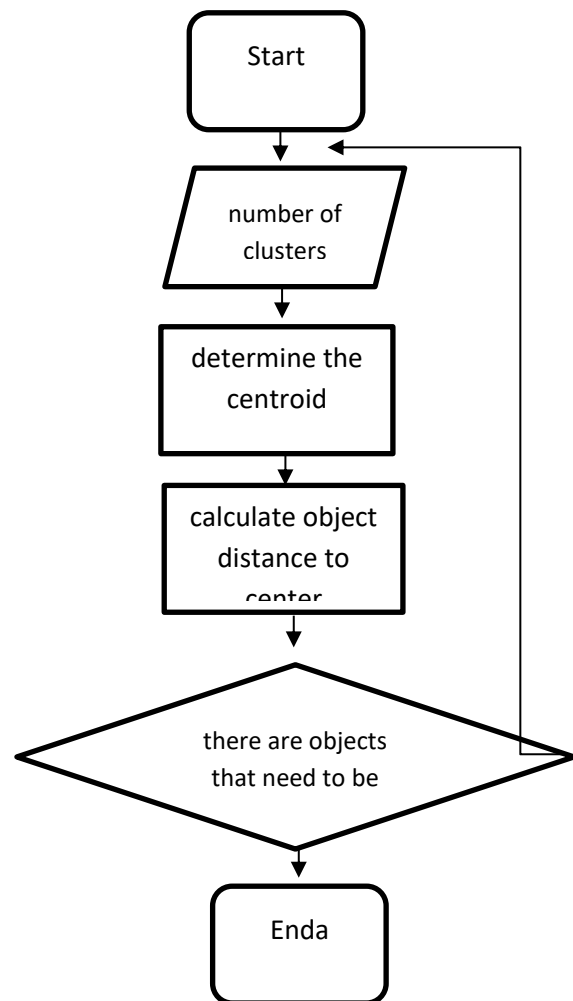 Start
number of
clusters
determine the
centroid
calculate object
distance to
center
there are objects
that need to be
Enda